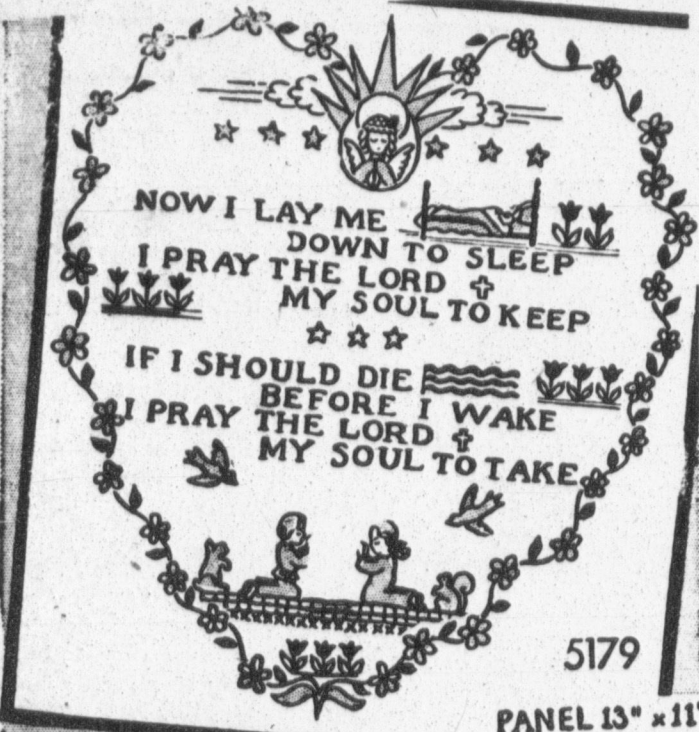 NOW I LAY ME
DOWN TO SLEEP
I PRAY THE LORD
MY SOUL TO KEEP
IF I SHOULD DIE
BEFORE I WAKE
I PRAY THE LORD
MY SOUL TO TAKE
5179
PANEL 13" x 11"